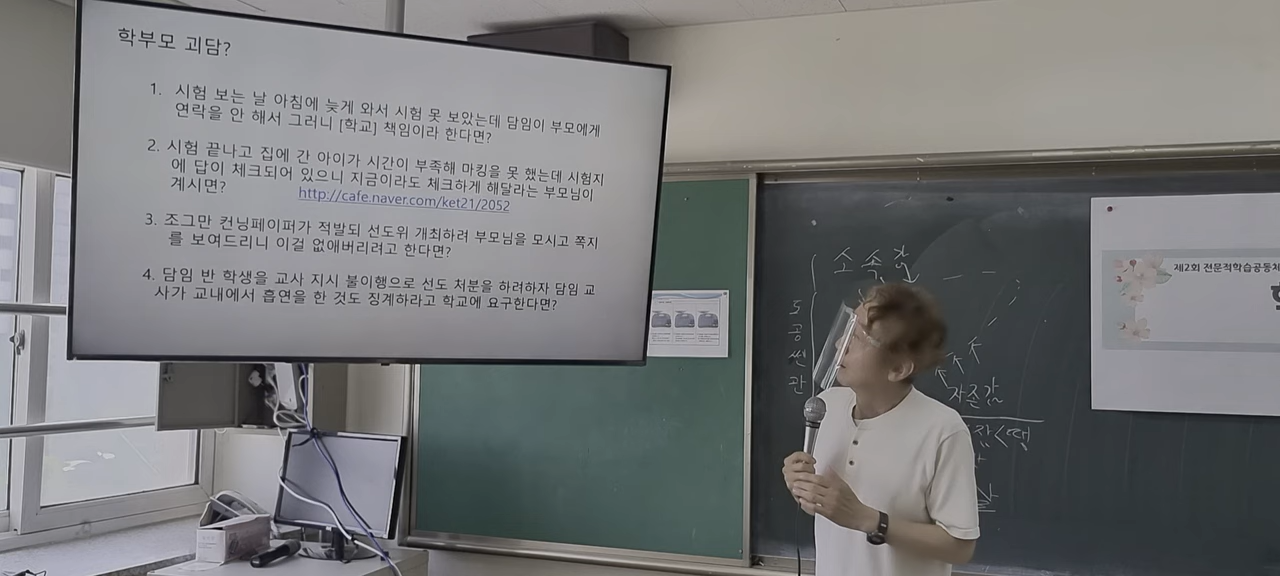 학부모 괴담?
1. 시험 보는 날 아침에 늦게 와서 시험 못 보았는데 담임이 부모에게
연락을 안 해서 그러니 [학교] 책임이라 한다면?
2. 시험 끝나고 집에 간 아이가 시간이 부족해 마킹을 못 했는데 시험지
에 답이 체크되어 있으니 지금이라도 체크하게 해달라는 부모님이
계시면? http://cafe.naver.com/ket21/2052
3. 조그만 컨닝페이퍼가 적발되 선도위 개최하려 부모님을 모시고 쪽지
를 보여드리니 이걸 없애버리려고 한다면?
4. 담임 반 학생을 교사 지시 불이행으로 선도 처분을 하려하자 담임 교
사가 교내에서 흡연을 한 것도 징계하라고 학교에 요구한다면?
소속감
5
공
쎈
관
자존감
제2회 전문적학습공동체